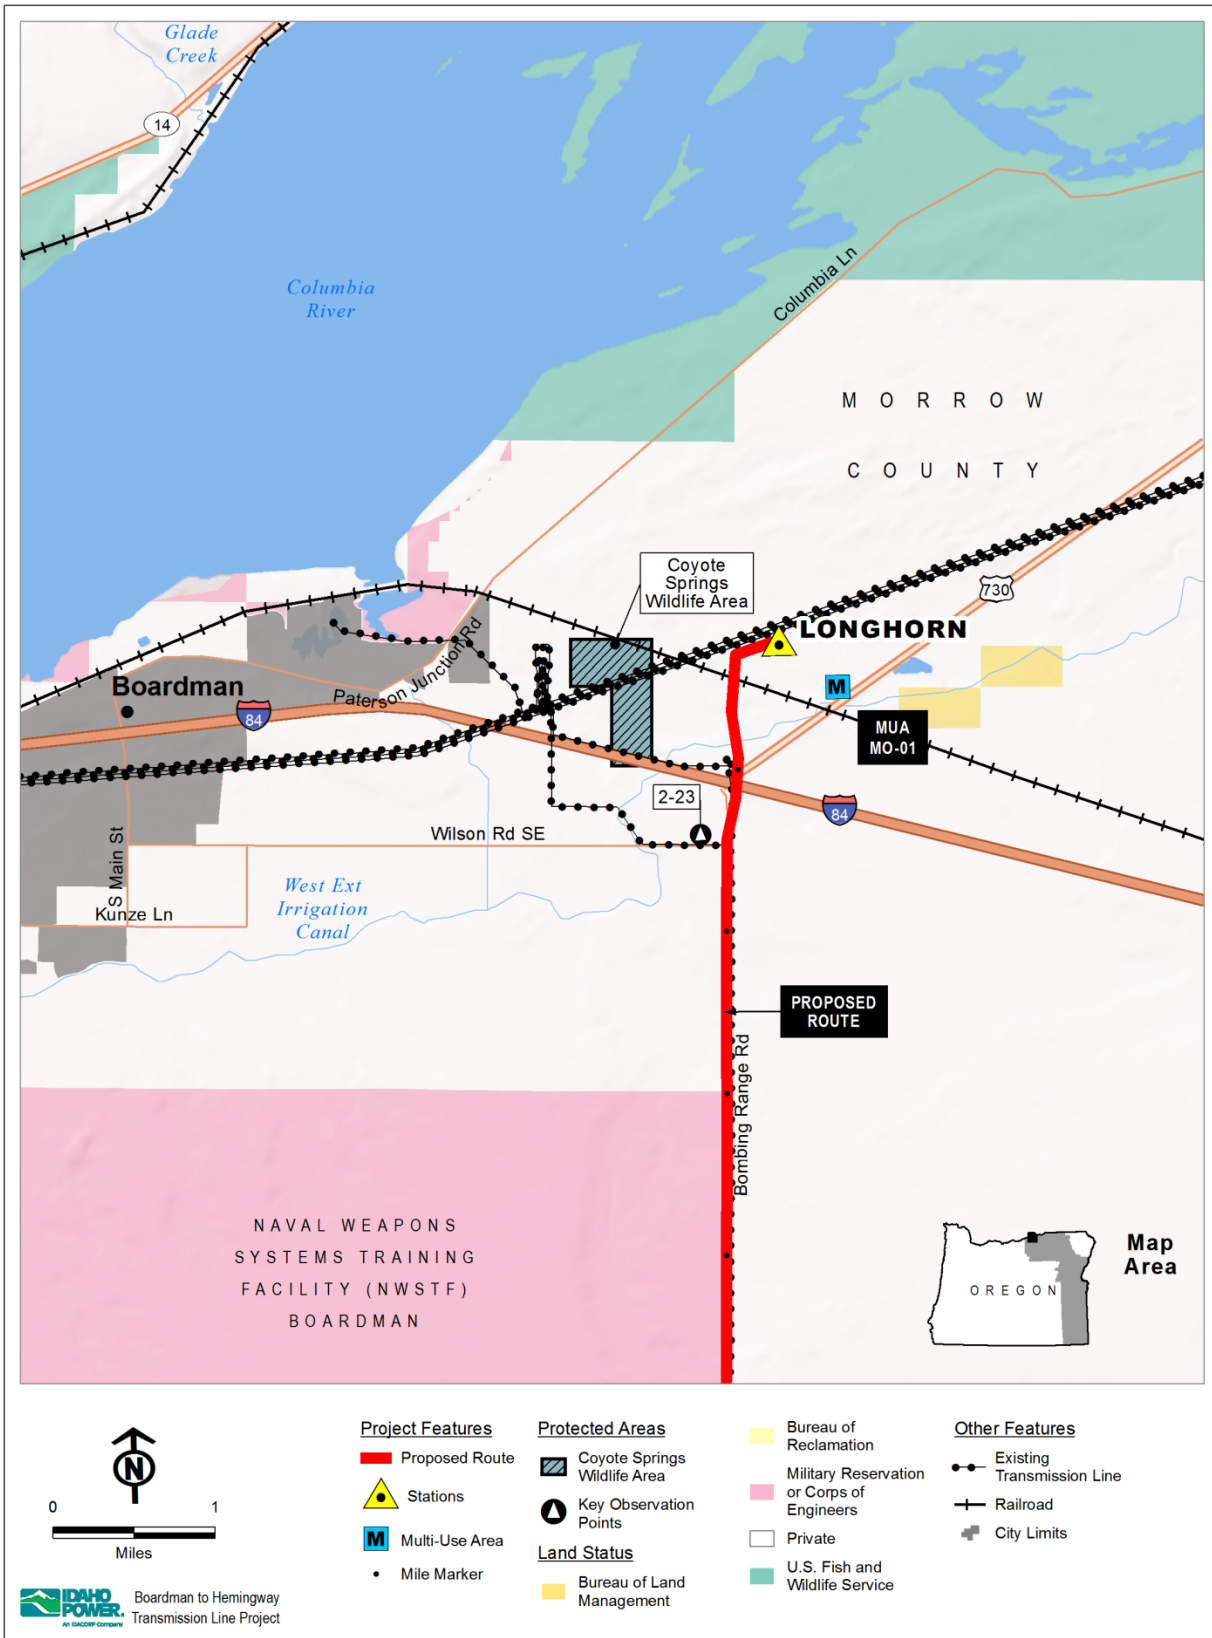 Glade
Creek
14
Columbia
River
Columbia Ln
MORROW
COUNTY
Coyote
Springs
Wildlife Area
730
LONGHORN
Paterson Junction Rd
Boardman
84
M
MUA
MO-01
2-23
84
Wilson Rd SE
S Main St
West Ext
Irrigation
Canal
Kunze Ln
PROPOSED
ROUTE
Bombing Range Rd
NAVAL WEAPONS
SYSTEMS TRAINING
FACILITY (NWSTF)
BOARDMAN
OREGON
Map
Area
N
0 1
Miles
IDAHO
POWER.
An IDACORP Company
Boardman to Hemingway
Transmission Line Project
Project Features
Proposed Route
Stations
M Multi-Use Area
Mile Marker
Protected Areas
Coyote Springs
Wildlife Area
Key Observation
Points
Land Status
Bureau of Land
Management
Bureau of
Reclamation
Military Reservation
or Corps of
Engineers
Private
U.S. Fish and
Wildlife Service
Other Features
Existing
Transmission Line
Railroad
City Limits